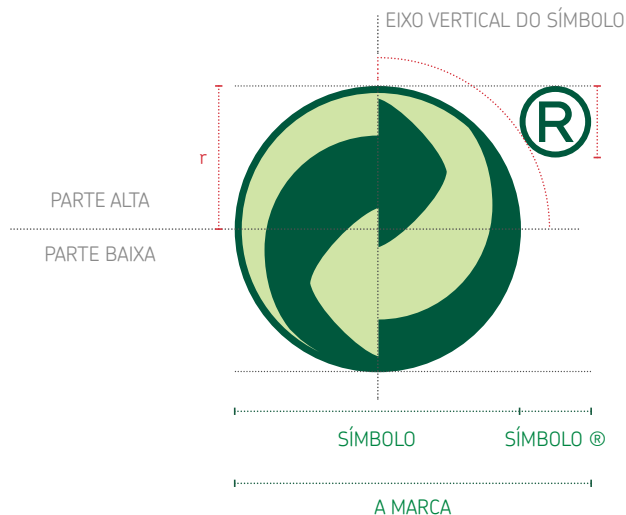 EIXO VERTICAL DO SÍMBOLO
®
r
PARTE ALTA
PARTE BAIXA
SÍMBOLO
SÍMBOLO ®
A MARCA